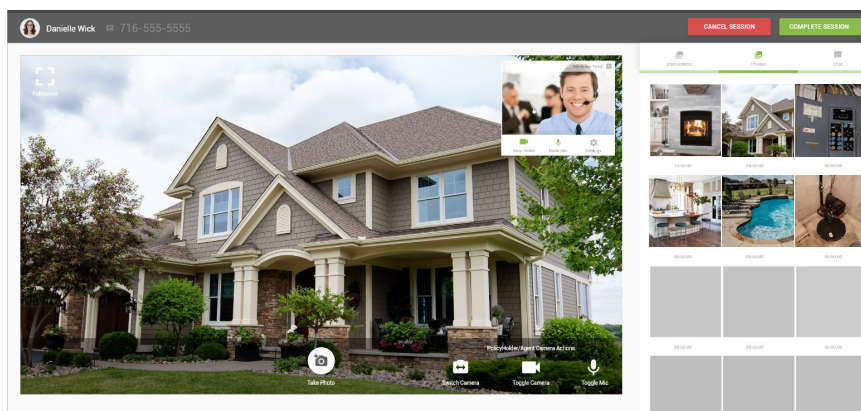 Danielle Wick 716-555-5555
CANCEL SESSION
COMPLETE SESSION
Fullscreen
Stop Video
Mute Mic
Settings
PolicyHolder/Agent Camera Actions
Take Photo
Switch Camera
Toggle Camera
Toggle Mic
Instructions
Photos
Chat
00:00:00
00:00:00
00:00:00
00:00:00
00:00:00
00:00:00
00:00:00
00:00:00